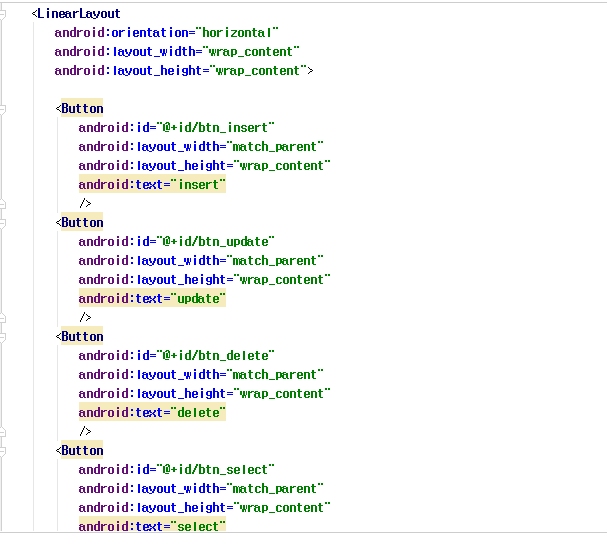 <LinearLayout
android:orientation="horizontal"
android:layout_width="wrap_content"
android:layout_height="wrap_content">
<Button
android:id="@+id/btn_insert"
android:layout_width="match_parent"
android:layout_height="wrap_content"
android:text="insert"
/>
<Button
android:id="@+id/btn_update"
android:layout_width="match_parent"
android:layout_height="wrap_content"
android:text="update"
/>
<Button
android:id="@+id/btn_delete"
android:layout_width="match_parent"
android:layout_height="wrap_content"
android:text="delete"
/>
<Button
android:id="@+id/btn_select"
android:layout_width="match_parent"
android:layout_height="wrap_content"
android:text="select"